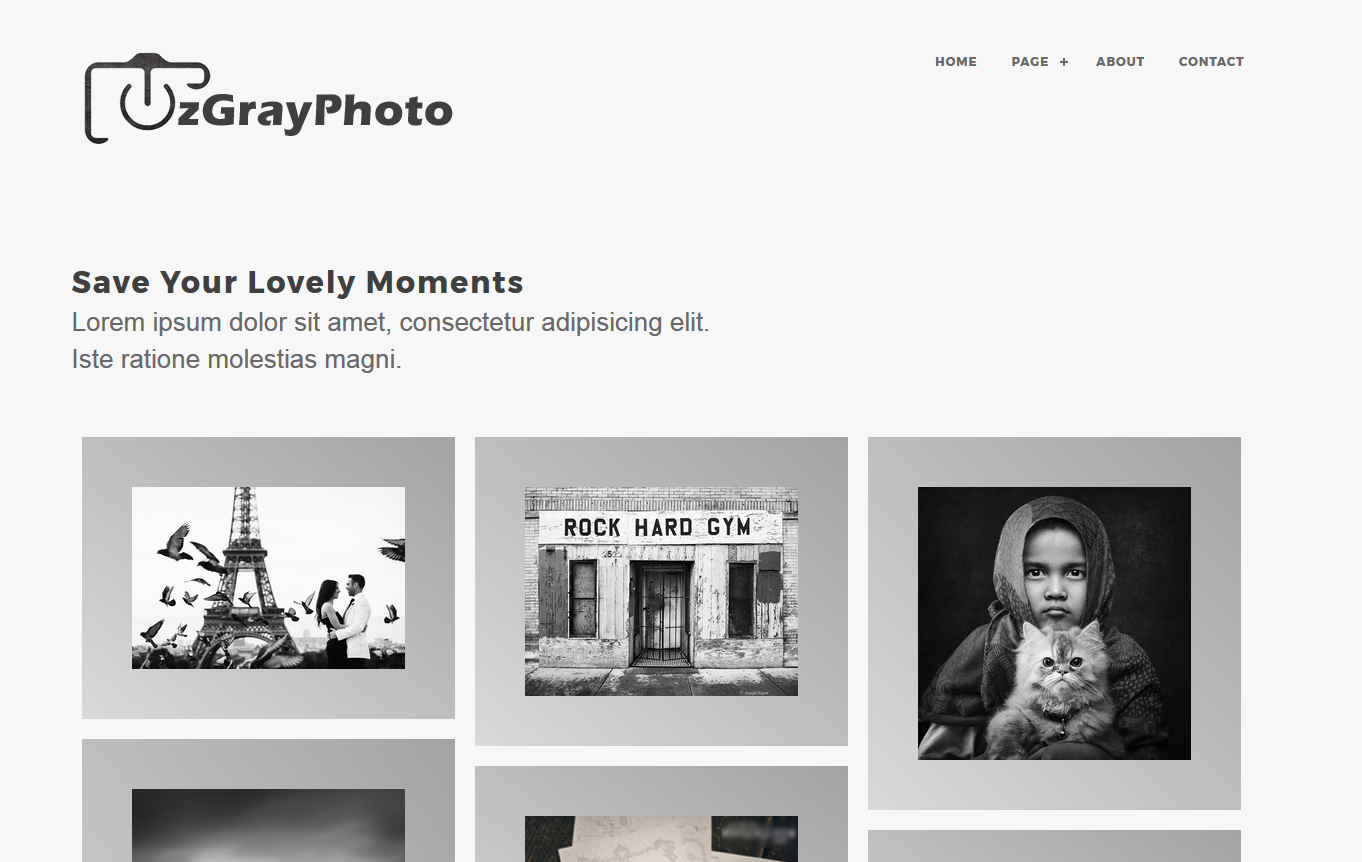 zGrayPhoto
HOME PAGE + ABOUT CONTACT
Save Your Lovely Moments
Lorem ipsum dolor sit amet, consectetur adipisicing elit.
Iste ratione molestias magni.
ROCK HARD GYM